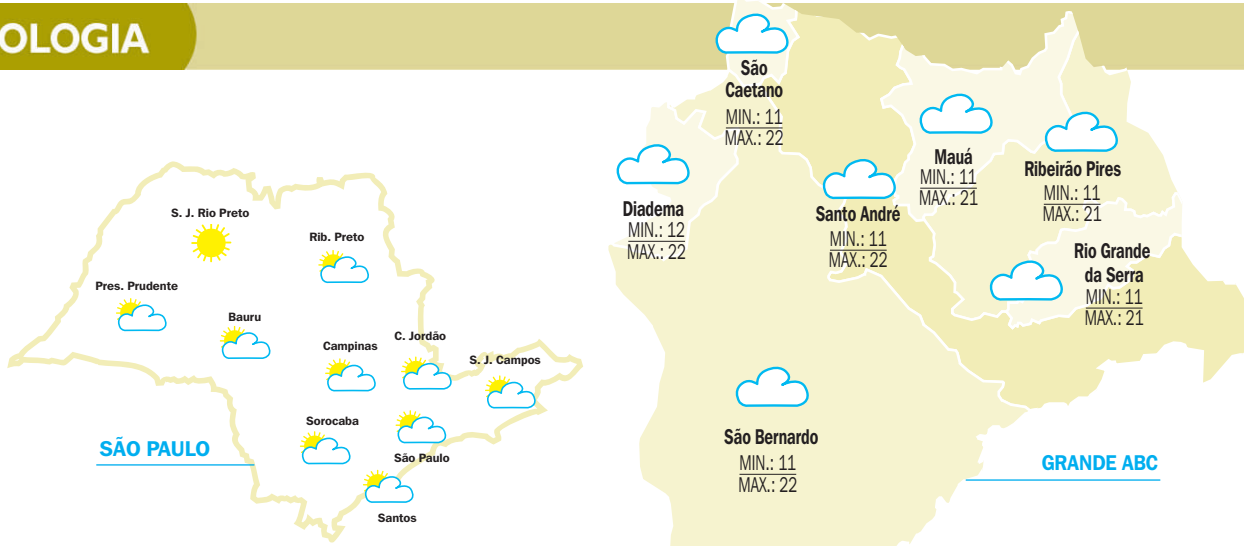 OLOGIA
S. J. Rio Preto
Rib. Preto
Pres. Prudente
Bauru
Campinas
C. Jordão
S. J. Campos
Sorocaba
São Paulo
Santos
SÃO PAULO
São
Caetano
MIN.: 11
MAX.: 22
Diadema
MIN.: 12
MAX.: 22
Santo André
MIN.: 11
MAX.: 22
Mauá
MIN.: 11
MAX.: 21
Ribeirão Pires
MIN.: 11
MAX.: 21
Rio Grande
da Serra
MIN.: 11
MAX.: 21
São Bernardo
MIN.: 11
MAX.: 22
GRANDE ABC